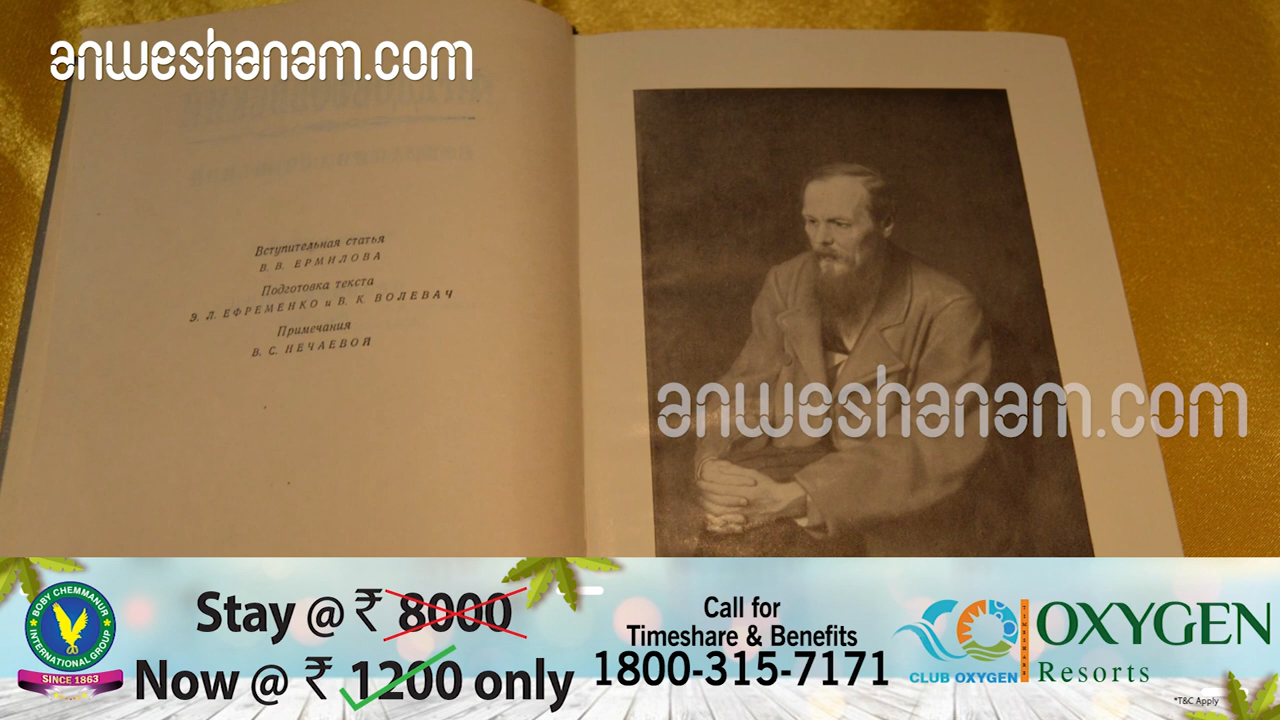 anweshanam.com
Вступительная статья
В. В. ЕРМИЛОВА
Подготовка текста
Э. Л. ЕФРЕМЕНКО и В. К. ВОЛЕВАЧ
Примечания
В. С. НЕЧАЕВОЙ
anweshanam.com
BOBY CHEMMANUR
INTERNATIONAL GROUP
SINCE 1863
Stay @ ₹ 8000
Now @ ₹ 1200 only
Call for
Timeshare & Benefits
1800-315-7171
CLUB OXYGEN
TIMESHARE
OXYGEN
Resorts
*T&C Apply